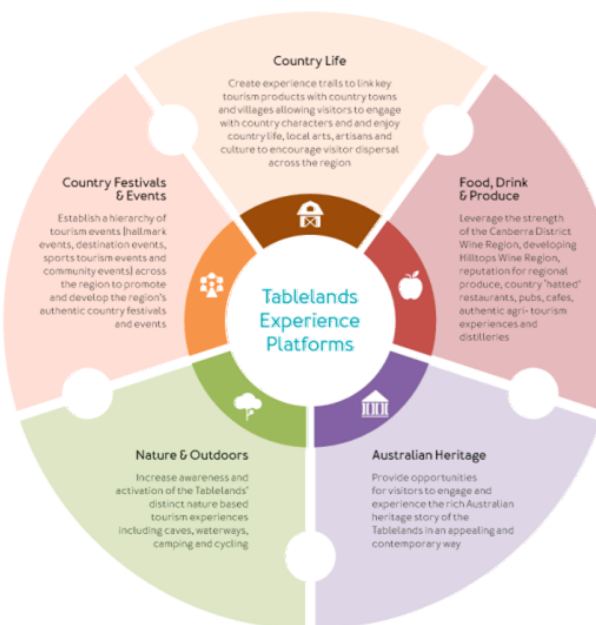 Country Life
Create experience trails to link key
tourism products with country towns
and villages allowing visitors to engage
with country characters and and enjoy
country life, local arts, artisans and
culture to encourage visitor dispersal
across the region
Country Festivals
& Events
Establish a hierarchy of
tourism events (hallmark
events, destination events,
sports tourism events and
community events) across
the region to promote
and develop the region's
authentic country festivals
and events
Food, Drink
& Produce
Leverage the strength
of the Canberra District
Wine Region, developing
Hilltops Wine Region,
reputation for regional
produce, country 'hatted'
restaurants, pubs, cafes,
authentic agri- tourism
experiences and
distilleries
Tablelands
Experience
Platforms
Nature & Outdoors
Increase awareness and
activation of the Tablelands'
distinct nature based
tourism experiences
including caves, waterways,
camping and cycling
Australian Heritage
Provide opportunities
for visitors to engage and
experience the rich Australian
heritage story of the
Tablelands in an appealing and
contemporary way